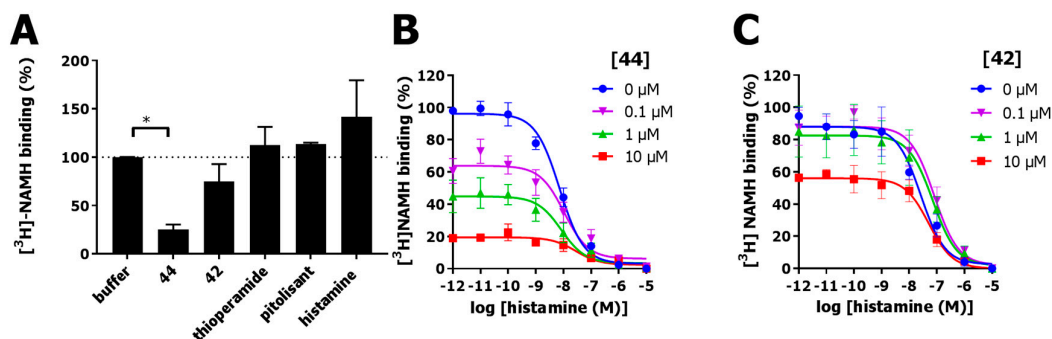 A
[³H]-NAMH binding (%)
200
150
100
50
0
*
buffer
44
42
thioperamide
pitolisant
histamine
B
[44]
[³H]NAMH binding (%)
120
100
80
60
40
20
0
0 µM
0.1 µM
1 µM
10 µM
-12 -11 -10 -9 -8 -7 -6 -5
log [histamine (M)]
C
[42]
[³H] NAMH binding (%)
120
100
80
60
40
20
0
0 µM
0.1 µM
1 µM
10 µM
-12 -11 -10 -9 -8 -7 -6 -5
log [histamine (M)]